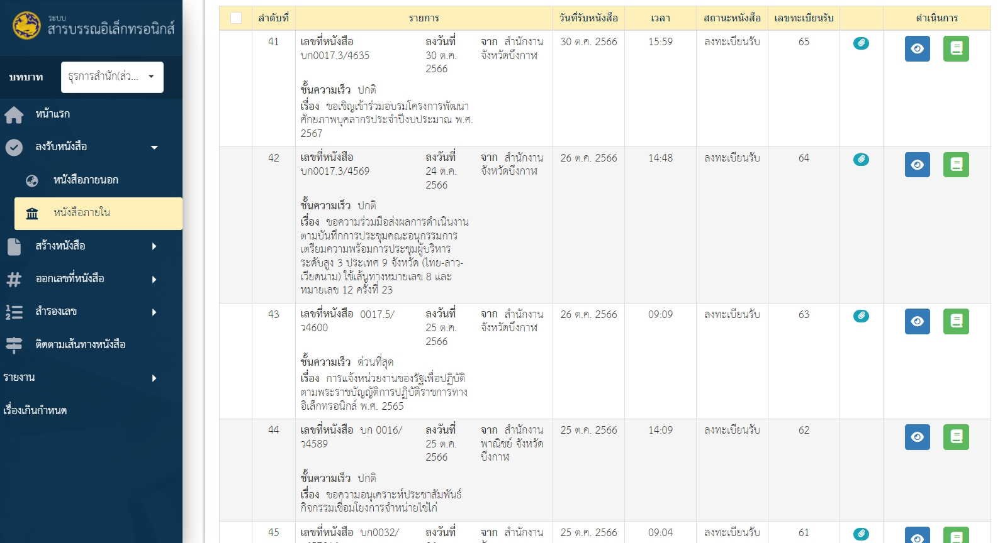 ระบบ
สารบรรณอิเล็กทรอนิกส์
บทบาท
ธุรการสำนัก(ส่ว...
หน้าแรก
ลงรับหนังสือ
หนังสือภายนอก
หนังสือภายใน
สร้างหนังสือ
ออกเลขที่หนังสือ
สำรองเลข
ติดตามเส้นทางหนังสือ
รายงาน
เรื่องเกินกำหนด
ลำดับที่ รายการ วันที่รับหนังสือ เวลา สถานะหนังสือ เลขทะเบียนรับ ดำเนินการ
41 เลขที่หนังสือ ลงวันที่ จาก สำนักงาน 30 ต.ค. 2566 15:59 ลงทะเบียนรับ 65
บก0017.3/4635 30 ต.ค. จังหวัดบึงกาฬ
2566
ชั้นความเร็ว ปกติ
เรื่อง ขอเชิญเข้าร่วมอบรมโครงการพัฒนา
ศักยภาพบุคลากรประจำปีงบประมาณ พ.ศ.
2567
42 เลขที่หนังสือ ลงวันที่ จาก สำนักงาน 26 ต.ค. 2566 14:48 ลงทะเบียนรับ 64
บก0017.3/4569 24 ต.ค. จังหวัดบึงกาฬ
2566
ชั้นความเร็ว ปกติ
เรื่อง ขอความร่วมมือส่งผลการดำเนินงาน
ตามบันทึกการประชุมคณะอนุกรรมการ
เตรียมความพร้อมการประชุมผู้บริหาร
ระดับสูง 3 ประเทศ 9 จังหวัด (ไทย-ลาว-
เวียดนาม) ใช้เส้นทางหมายเลข 8 และ
หมายเลข 12 ครั้งที่ 23
43 เลขที่หนังสือ 0017.5/ ลงวันที่ จาก สำนักงาน 26 ต.ค. 2566 09:09 ลงทะเบียนรับ 63
ว4600 25 ต.ค. จังหวัดบึงกาฬ
2566
ชั้นความเร็ว ด่วนที่สุด
เรื่อง การแจ้งหน่วยงานของรัฐเพื่อปฏิบัติ
ตามพระราชบัญญัติการปฏิบัติราชการทาง
อิเล็กทรอนิกส์ พ.ศ. 2565
44 เลขที่หนังสือ บก 0016/ ลงวันที่ จาก สำนักงาน 25 ต.ค. 2566 14:09 ลงทะเบียนรับ 62
ว4589 25 ต.ค. พาณิชย์ จังหวัด
2566 บึงกาฬ
ชั้นความเร็ว ปกติ
เรื่อง ขอความอนุเคราะห์ประชาสัมพันธ์
กิจกรรมเชื่อมโยงการจำหน่ายไข่ไก่
45 เลขที่หนังสือ บก0032/ ลงวันที่ จาก สำนักงาน 25 ต.ค. 2566 09:04 ลงทะเบียนรับ 61